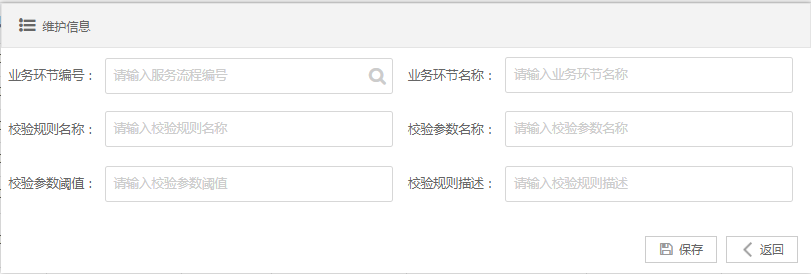 维护信息
业务环节编号： 请输入服务流程编号 业务环节名称： 请输入业务环节名称
校验规则名称： 请输入校验规则名称 校验参数名称： 请输入校验参数名称
校验参数阈值： 请输入校验参数阈值 校验规则描述： 请输入校验规则描述
保存 返回